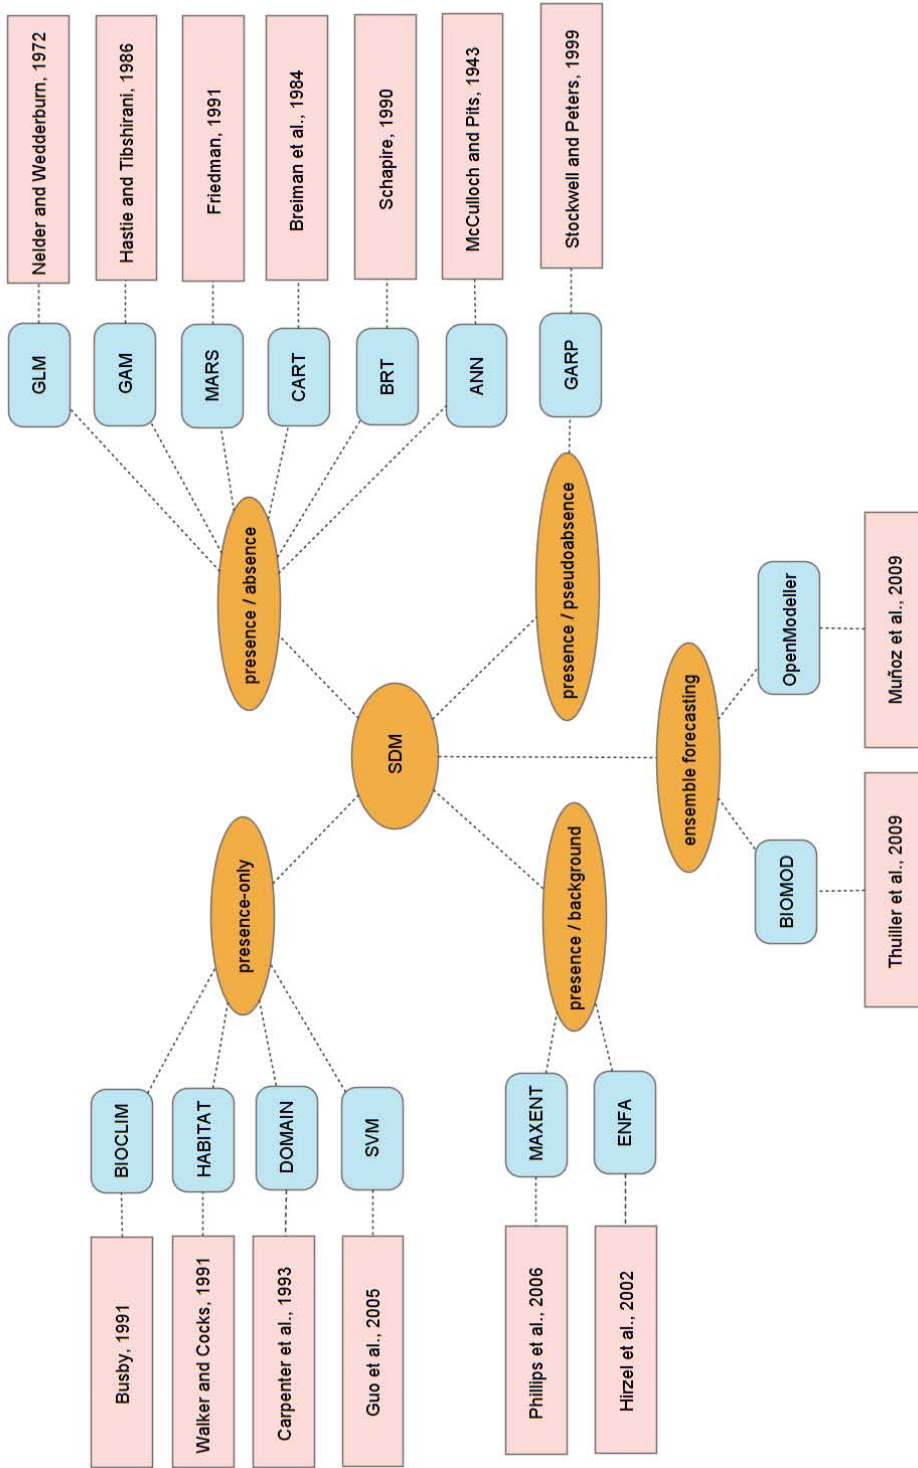 Busby, 1991
BIOCLIM
Walker and Cocks, 1991
HABITAT
Carpenter et al., 1993
DOMAIN
Guo et al., 2005
SVM
presence-only
Phillips et al., 2006
MAXENT
Hirzel et al., 2002
ENFA
presence / background
SDM
presence / absence
GLM
Nelder and Wedderburn, 1972
GAM
Hastie and Tibshirani, 1986
MARS
Friedman, 1991
CART
Breiman et al., 1984
BRT
Schapire, 1990
ANN
McCulloch and Pits, 1943
presence / pseudoabsence
GARP
Stockwell and Peters, 1999
ensemble forecasting
BIOMOD
Thuiller et al., 2009
OpenModeller
Muñoz et al., 2009